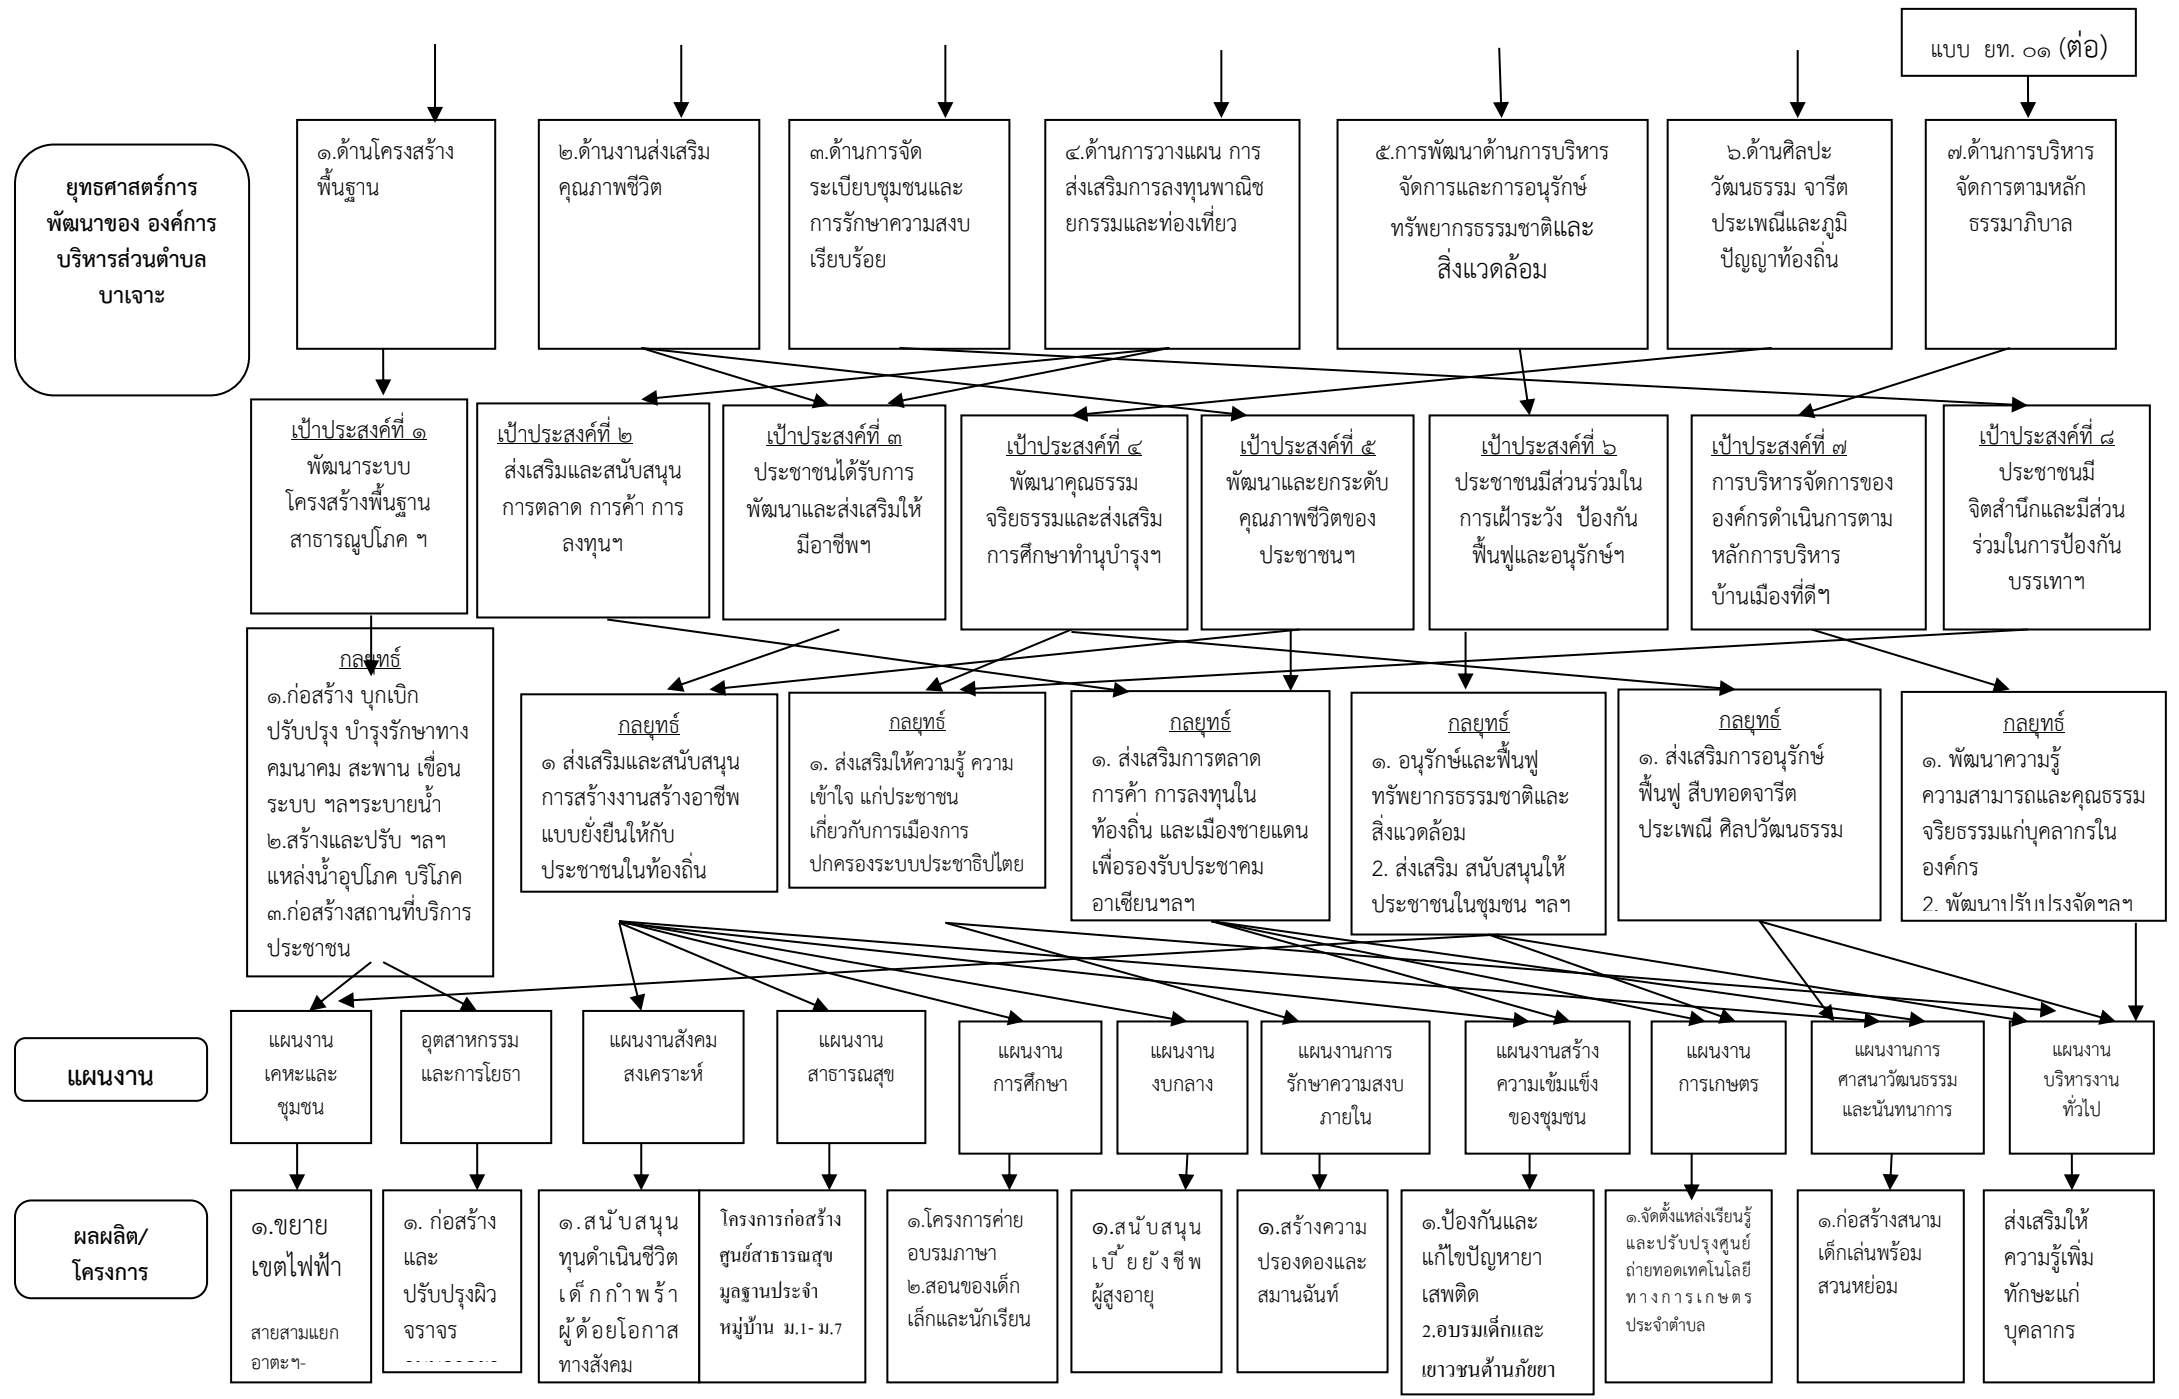 แบบ ยท. ๐๑ (ต่อ)
ยุทธศาสตร์การ
พัฒนาของ องค์การ
บริหารส่วนตำบล
บาเจาะ
๑.ด้านโครงสร้าง
พื้นฐาน
๒.ด้านงานส่งเสริม
คุณภาพชีวิต
๓.ด้านการจัด
ระเบียบชุมชนและ
การรักษาความสงบ
เรียบร้อย
๔.ด้านการวางแผน การ
ส่งเสริมการลงทุนพาณิช
ยกรรมและท่องเที่ยว
๕.การพัฒนาด้านการบริหาร
จัดการและการอนุรักษ์
ทรัพยากรธรรมชาติและ
สิ่งแวดล้อม
๖.ด้านศิลปะ
วัฒนธรรม จารีต
ประเพณีและภูมิ
ปัญญาท้องถิ่น
๗.ด้านการบริหาร
จัดการตามหลัก
ธรรมาภิบาล
เป้าประสงค์ที่ ๑
พัฒนาระบบ
โครงสร้างพื้นฐาน
สาธารณูปโภค ฯ
เป้าประสงค์ที่ ๒
ส่งเสริมและสนับสนุน
การตลาด การค้า การ
ลงทุนฯ
เป้าประสงค์ที่ ๓
ประชาชนได้รับการ
พัฒนาและส่งเสริมให้
มีอาชีพฯ
เป้าประสงค์ที่ ๔
พัฒนาคุณธรรม
จริยธรรมและส่งเสริม
การศึกษาทำนุบำรุงฯ
เป้าประสงค์ที่ ๕
พัฒนาและยกระดับ
คุณภาพชีวิตของ
ประชาชนฯ
เป้าประสงค์ที่ ๖
ประชาชนมีส่วนร่วมใน
การเฝ้าระวัง ป้องกัน
ฟื้นฟูและอนุรักษ์ฯ
เป้าประสงค์ที่ ๗
การบริหารจัดการของ
องค์กรดำเนินการตาม
หลักการบริหาร
บ้านเมืองที่ดีฯ
เป้าประสงค์ที่ ๘
ประชาชนมี
จิตสำนึกและมีส่วน
ร่วมในการป้องกัน
บรรเทาฯ
กลยุทธ์
๑.ก่อสร้าง บุกเบิก
ปรับปรุง บำรุงรักษาทาง
คมนาคม สะพาน เขื่อน
ระบบ ฯลฯระบายน้ำ
๒.สร้างและปรับ ฯลฯ
แหล่งน้ำอุปโภค บริโภค
๓.ก่อสร้างสถานที่บริการ
ประชาชน
กลยุทธ์
๑ ส่งเสริมและสนับสนุน
การสร้างงานสร้างอาชีพ
แบบยั่งยืนให้กับ
ประชาชนในท้องถิ่น
กลยุทธ์
๑. ส่งเสริมให้ความรู้ ความ
เข้าใจ แก่ประชาชน
เกี่ยวกับการเมืองการ
ปกครองระบบประชาธิปไตย
กลยุทธ์
๑. ส่งเสริมการตลาด
การค้า การลงทุนใน
ท้องถิ่น และเมืองชายแดน
เพื่อรองรับประชาคม
อาเซียนฯลฯ
กลยุทธ์
๑. อนุรักษ์และฟื้นฟู
ทรัพยากรธรรมชาติและ
สิ่งแวดล้อม
2. ส่งเสริม สนับสนุนให้
ประชาชนในชุมชน ฯลฯ
กลยุทธ์
๑. ส่งเสริมการอนุรักษ์
ฟื้นฟู สืบทอดจารีต
ประเพณี ศิลปวัฒนธรรม
กลยุทธ์
๑. พัฒนาความรู้
ความสามารถและคุณธรรม
จริยธรรมแก่บุคลากรใน
องค์กร
2. พัฒนาปรับปรุงจัดฯลฯ
แผนงาน
แผนงาน
เคหะและ
ชุมชน
อุตสาหกรรม
และการโยธา
แผนงานสังคม
สงเคราะห์
แผนงาน
สาธารณสุข
แผนงาน
การศึกษา
แผนงาน
งบกลาง
แผนงานการ
รักษาความสงบ
ภายใน
แผนงานสร้าง
ความเข้มแข็ง
ของชุมชน
แผนงาน
การเกษตร
แผนงานการ
ศาสนาวัฒนธรรม
และนันทนาการ
แผนงาน
บริหารงาน
ทั่วไป
ผลผลิต/
โครงการ
๑.ขยาย
เขตไฟฟ้า
สายสามแยก
อาตะฯ-
๑. ก่อสร้าง
และ
ปรับปรุงผิว
จราจร
๑.สนับสนุน
ทุนดำเนินชีวิต
เด็กกำพร้า
ผู้ด้อยโอกาส
ทางสังคม
โครงการก่อสร้าง
ศูนย์สาธารณสุข
มูลฐานประจำ
หมู่บ้าน ม.1- ม.7
๑.โครงการค่าย
อบรมภาษา
๒.สอนของเด็ก
เล็กและนักเรียน
๑.สนับสนุน
เบี้ยยังชีพ
ผู้สูงอายุ
๑.สร้างความ
ปรองดองและ
สมานฉันท์
๑.ป้องกันและ
แก้ไขปัญหายา
เสพติด
2.อบรมเด็กและ
เยาวชนต้านภัยยา
๑.จัดตั้งแหล่งเรียนรู้
และปรับปรุงศูนย์
ถ่ายทอดเทคโนโลยี
ทางการเกษตร
ประจำตำบล
๑.ก่อสร้างสนาม
เด็กเล่นพร้อม
สวนหย่อม
ส่งเสริมให้
ความรู้เพิ่ม
ทักษะแก่
บุคลากร